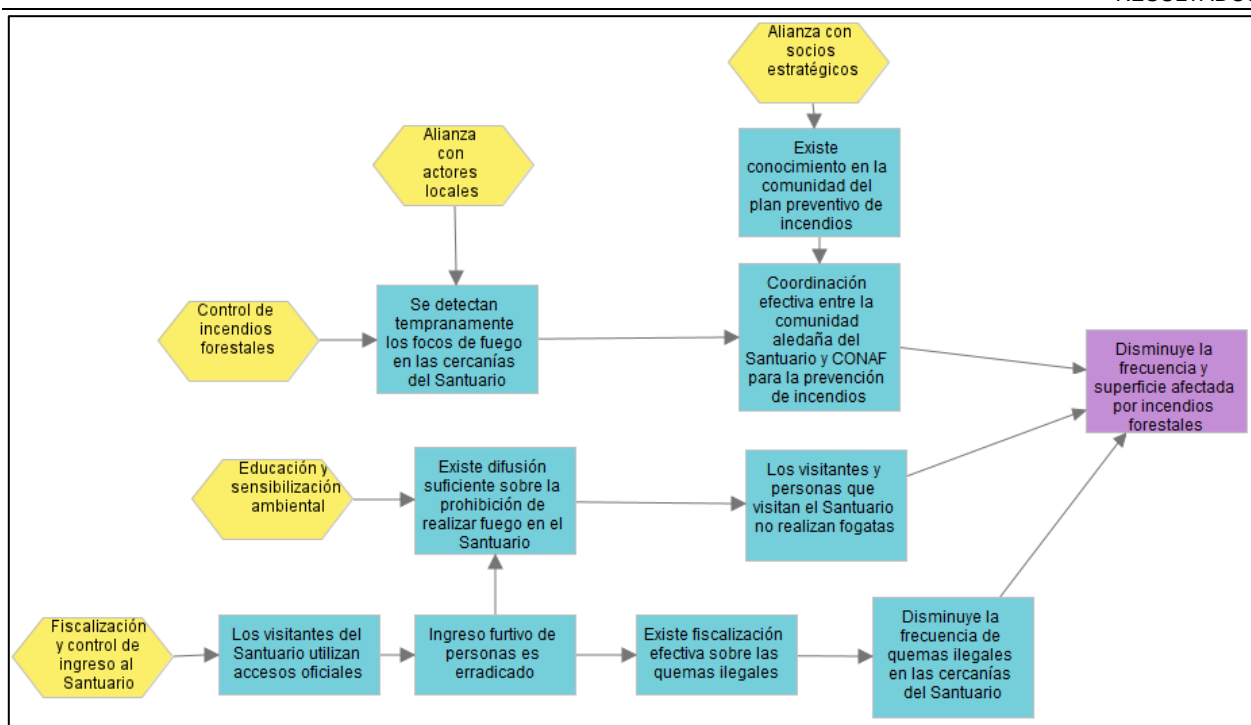 Alianza con
socios
estratégicos
Alianza
con
actores
locales
Existe
conocimiento en la
comunidad del
plan preventivo de
incendios
Control de
incendios
forestales
Se detectan
tempranamente
los focos de fuego
en las cercanías
del Santuario
Coordinación
efectiva entre la
comunidad
aledaña del
Santuario y CONAF
para la prevención
de incendios
Disminuye la
frecuencia y
superficie afectada
por incendios
forestales
Educación y
sensibilización
ambiental
Existe difusión
suficiente sobre la
prohibición de
realizar fuego en el
Santuario
Los visitantes y
personas que
visitan el Santuario
no realizan fogatas
Fiscalización
y control de
ingreso al
Santuario
Los visitantes del
Santuario utilizan
accesos oficiales
Ingreso furtivo de
personas es
erradicado
Existe fiscalización
efectiva sobre las
quemas ilegales
Disminuye la
frecuencia de
quemas ilegales
en las cercanías
del Santuario